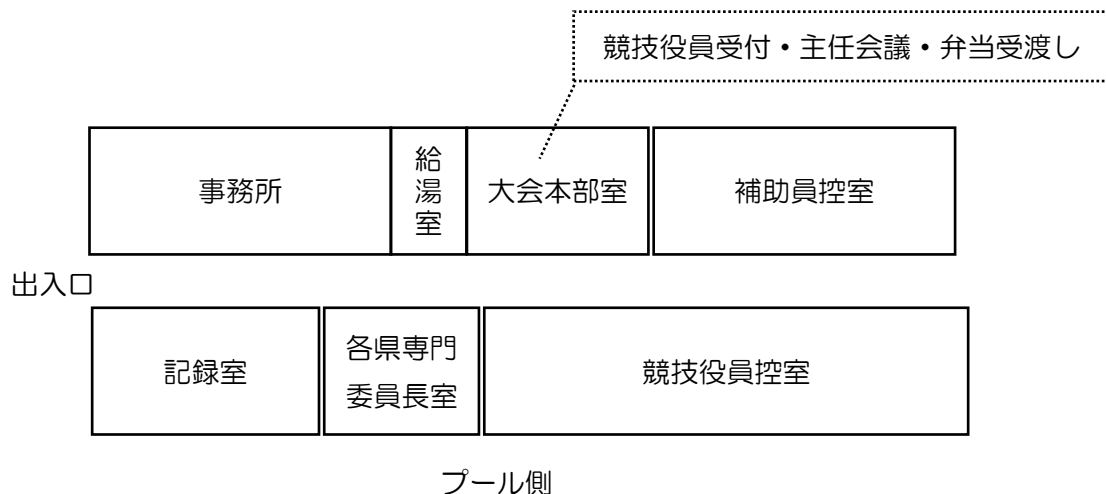 競技役員受付・主任会議・弁当受渡し
事務所
給湯室
大会本部室
補助員控室
出入口
記録室
各県専門
委員長室
競技役員控室
プール側